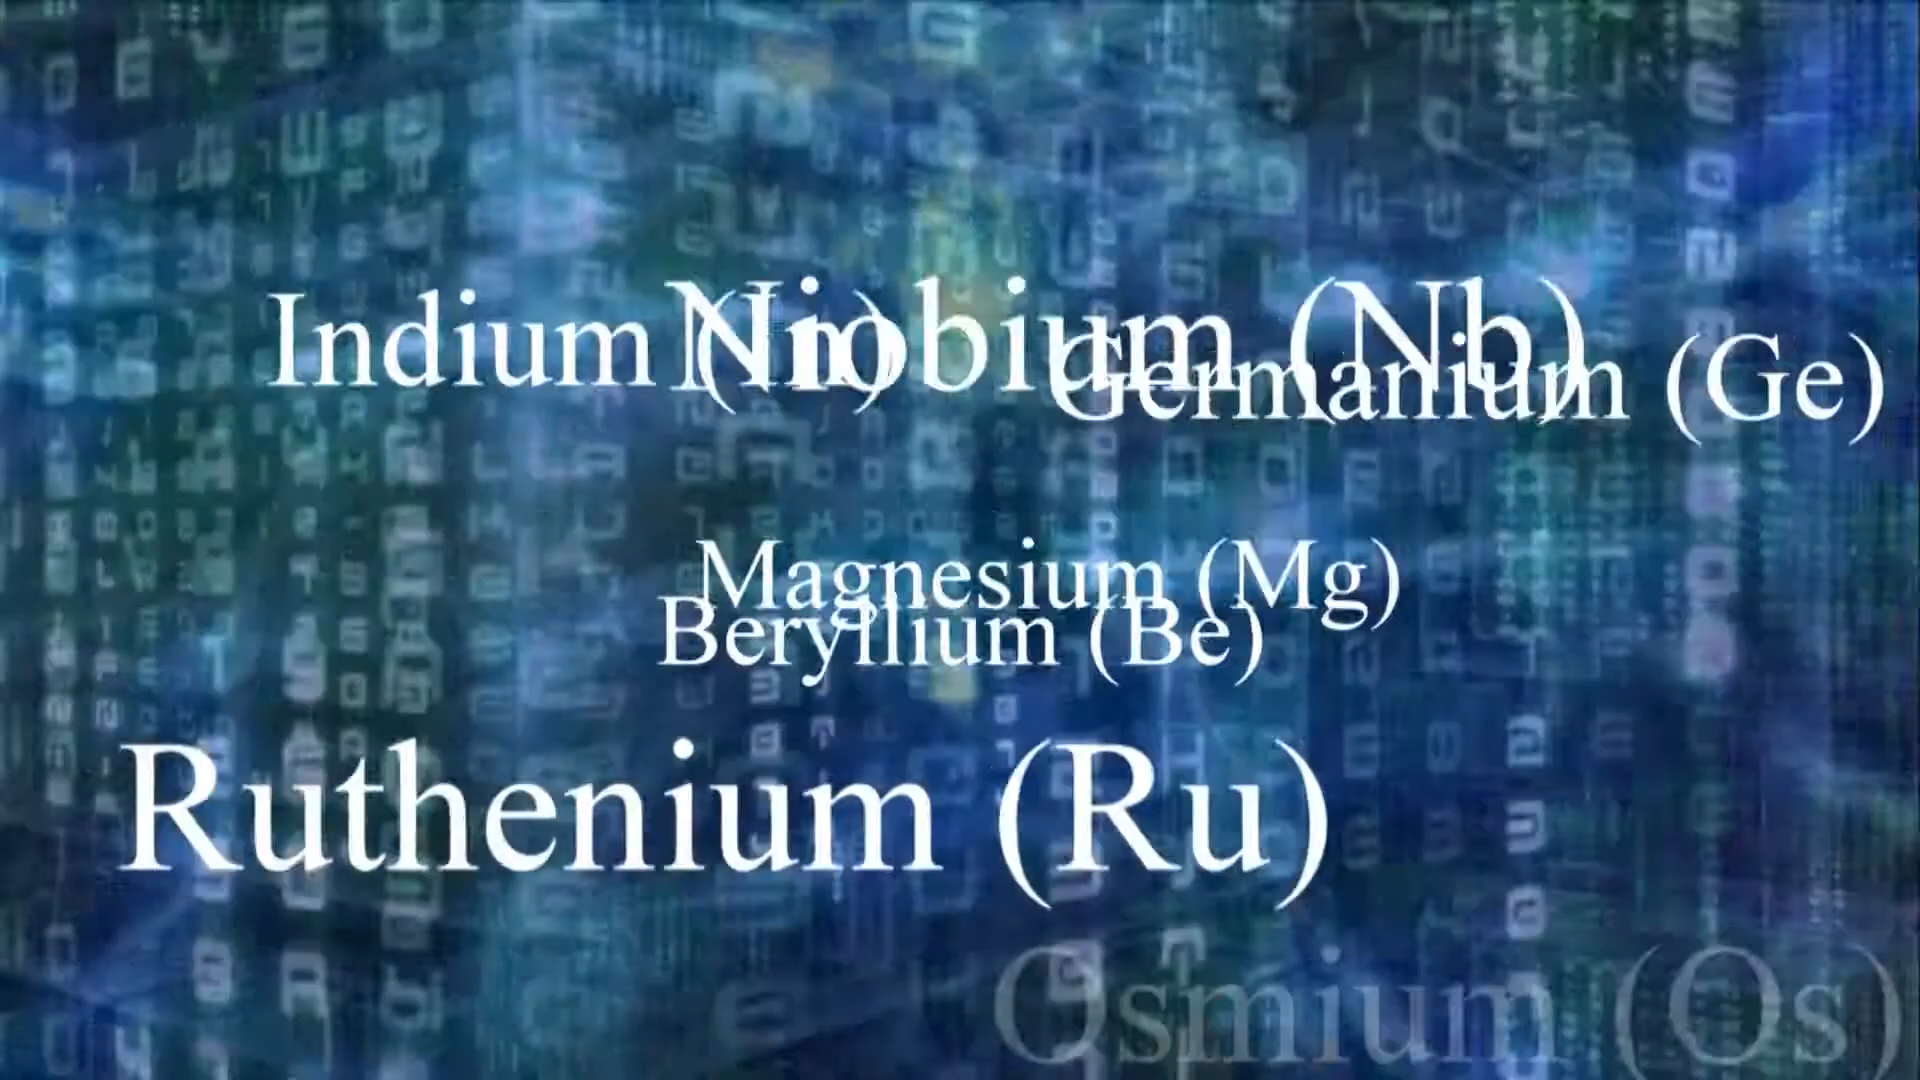 Indium (In)
Niobium (Nb)
Germanium (Ge)
Magnesium (Mg)
Beryllium (Be)
Ruthenium (Ru)
Osmium (Os)